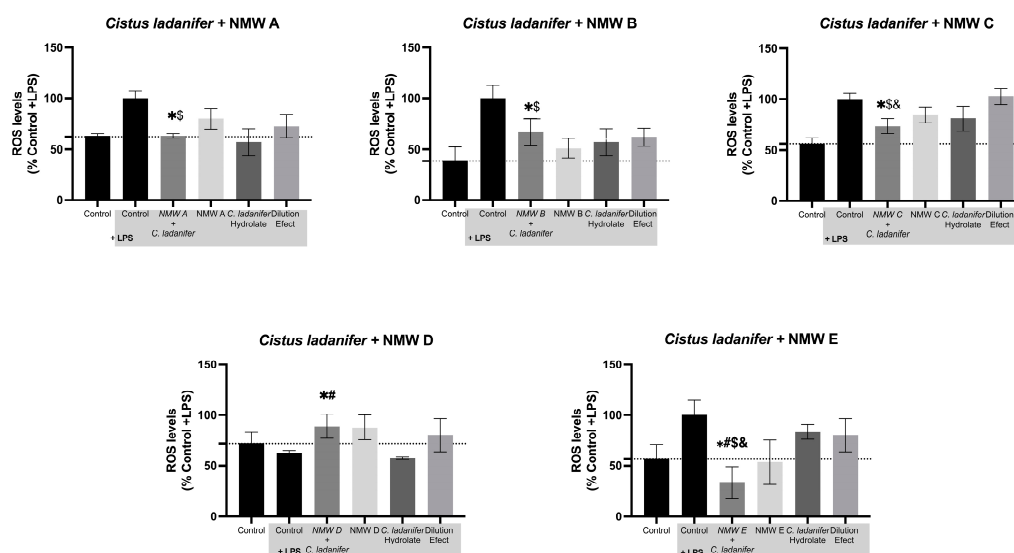 Cistus ladanifer + NMW A
ROS levels
(% Control +LPS)
150
100
50
0
*$
Control
Control
NMW A
+
C. ladanifer
NMW A
C. ladanifer
Hydrolate
Dilution
Efect
+ LPS
Cistus ladanifer + NMW B
ROS levels
(% Control +LPS)
150
100
50
0
*$
Control
Control
NMW B
+
C. ladanifer
NMW B
C. ladanifer
Hydrolate
Dilution
Efect
+ LPS
Cistus ladanifer + NMW C
ROS levels
(% Control +LPS)
150
100
50
0
*$&
Control
Control
NMW C
+
C. ladanifer
NMW C
C. ladanifer
Hydrolate
Dilution
Efect
+ LPS
Cistus ladanifer + NMW D
ROS levels
(% Control +LPS)
150
100
50
0
*#
Control
Control
NMW D
+
C. ladanifer
NMW D
C. ladanifer
Hydrolate
Dilution
Efect
+ LPS
Cistus ladanifer + NMW E
ROS levels
(% Control +LPS)
150
100
50
0
*#$&
Control
Control
NMW E
+
C. ladanifer
NMW E
C. ladanifer
Hydrolate
Dilution
Efect
+ LPS